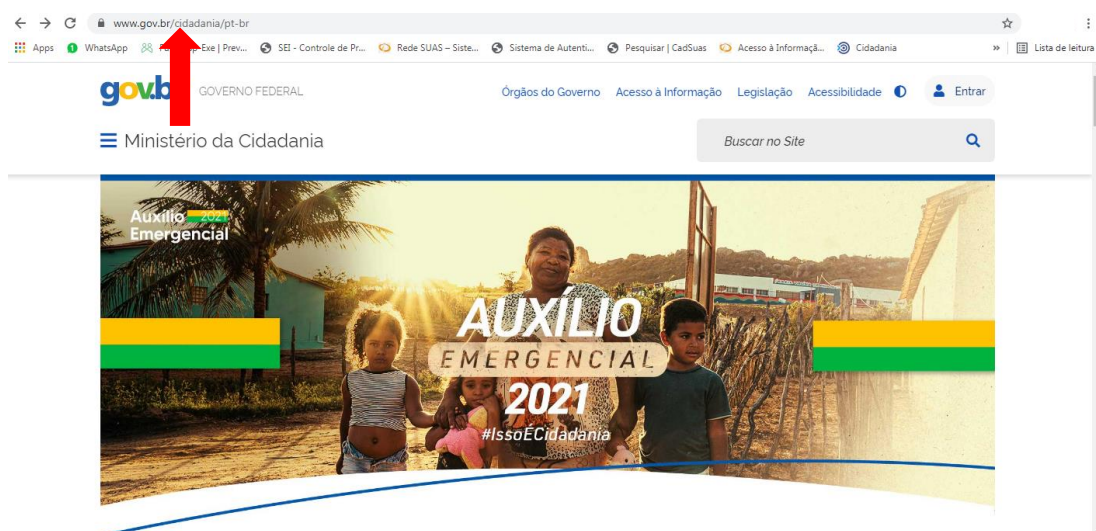 www.gov.br/cidadania/pt-br
Apps WhatsApp Exe | Prev... SEI - Controle de Pr... Rede SUAS – Siste... Sistema de Autenti... Pesquisar | CadSuas Acesso à Informaçã... Cidadania » Lista de leitura
gov.b GOVERNO FEDERAL Órgãos do Governo Acesso à Informação Legislação Acessibilidade Entrar
Ministério da Cidadania Buscar no Site
Auxílio 2021
Emergencial
AUXÍLIO
EMERGENCIAL
2021
#IssoÉCidadania